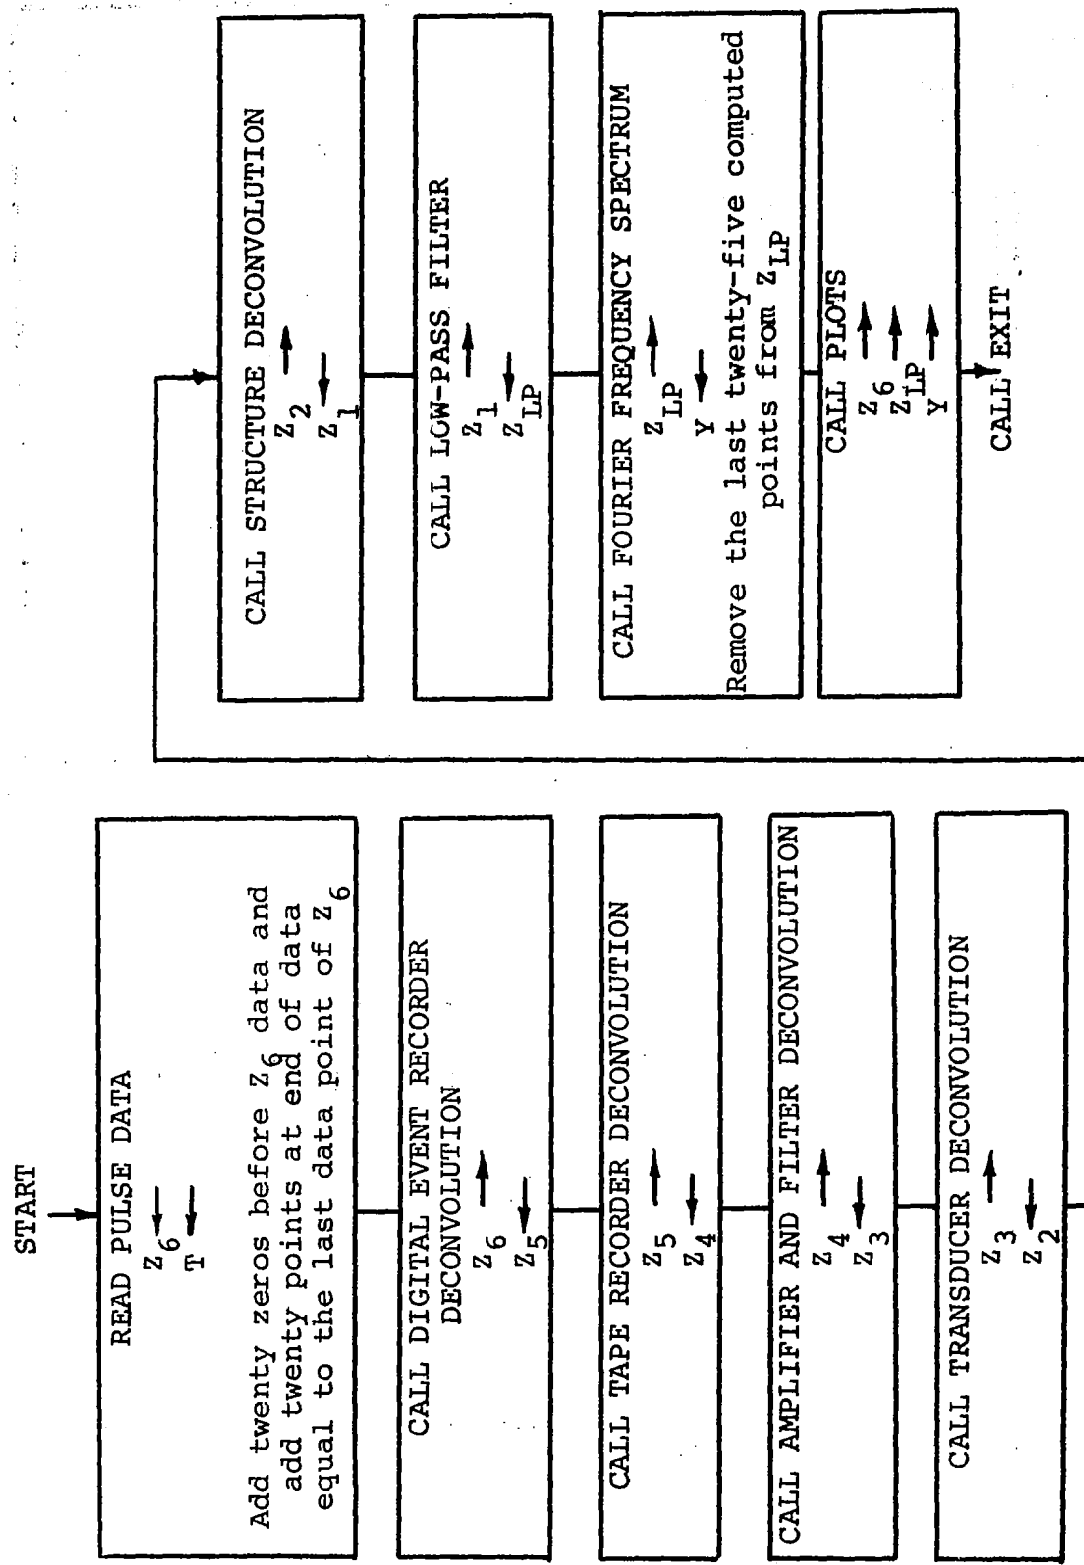 START
READ PULSE DATA
Z6 ←
T ←
Add twenty zeros before Z6 data and
add twenty points at end of data
equal to the last data point of Z6
CALL DIGITAL EVENT RECORDER
DECONVOLUTION
Z6 →
Z5 ←
CALL TAPE RECORDER DECONVOLUTION
Z5 →
Z4 ←
CALL AMPLIFIER AND FILTER DECONVOLUTION
Z4 →
Z3 ←
CALL TRANSDUCER DECONVOLUTION
Z3 →
Z2 ←
CALL STRUCTURE DECONVOLUTION
Z2 →
Z1 ←
CALL LOW-PASS FILTER
Z1 →
ZLP ←
CALL FOURIER FREQUENCY SPECTRUM
ZLP →
Y ←
Remove the last twenty-five computed
points from ZLP
CALL PLOTS
Z6 →
ZLP →
Y →
CALL EXIT